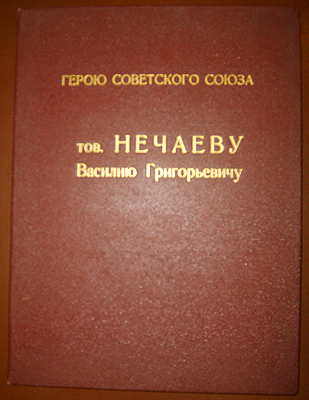 ГЕРОЮ СОВЕТСКОГО СОЮЗА
тов. НЕЧАЕВУ
Василию Григорьевичу